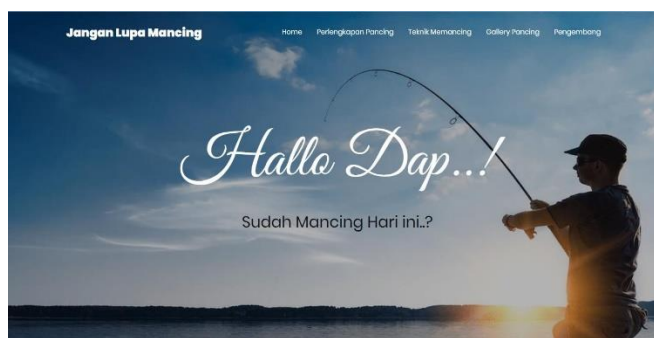 Jangan Lupa Mancing
Home Perlengkapan Pancing Teknik Memancing Gallery Pancing Pengembang
Hallo Dap...!
Sudah Mancing Hari ini..?